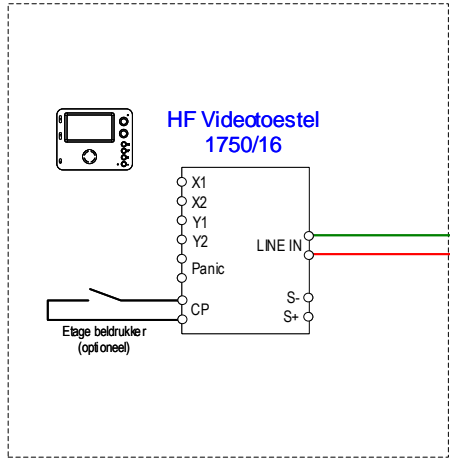 HF Videotoestel
1750/16
X1
X2
Y1
Y2
Panic
CP
LINE IN
S-
S+
Etage beldrukker
(optioneel)